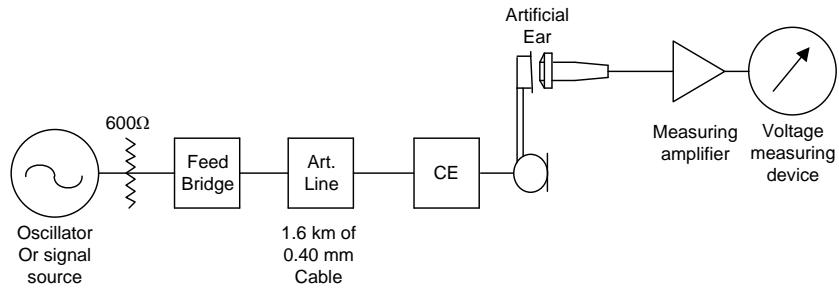 Artificial
Ear
600Ω
Feed
Bridge
Art.
Line
CE
Measuring
amplifier
Voltage
measuring
device
Oscillator
Or signal
source
1.6 km of
0.40 mm
Cable